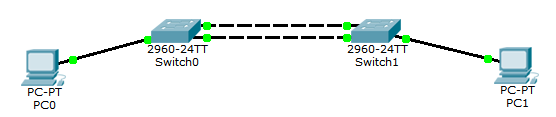 2960-24TT
Switch0
2960-24TT
Switch1
PC-PT
PC0
PC-PT
PC1